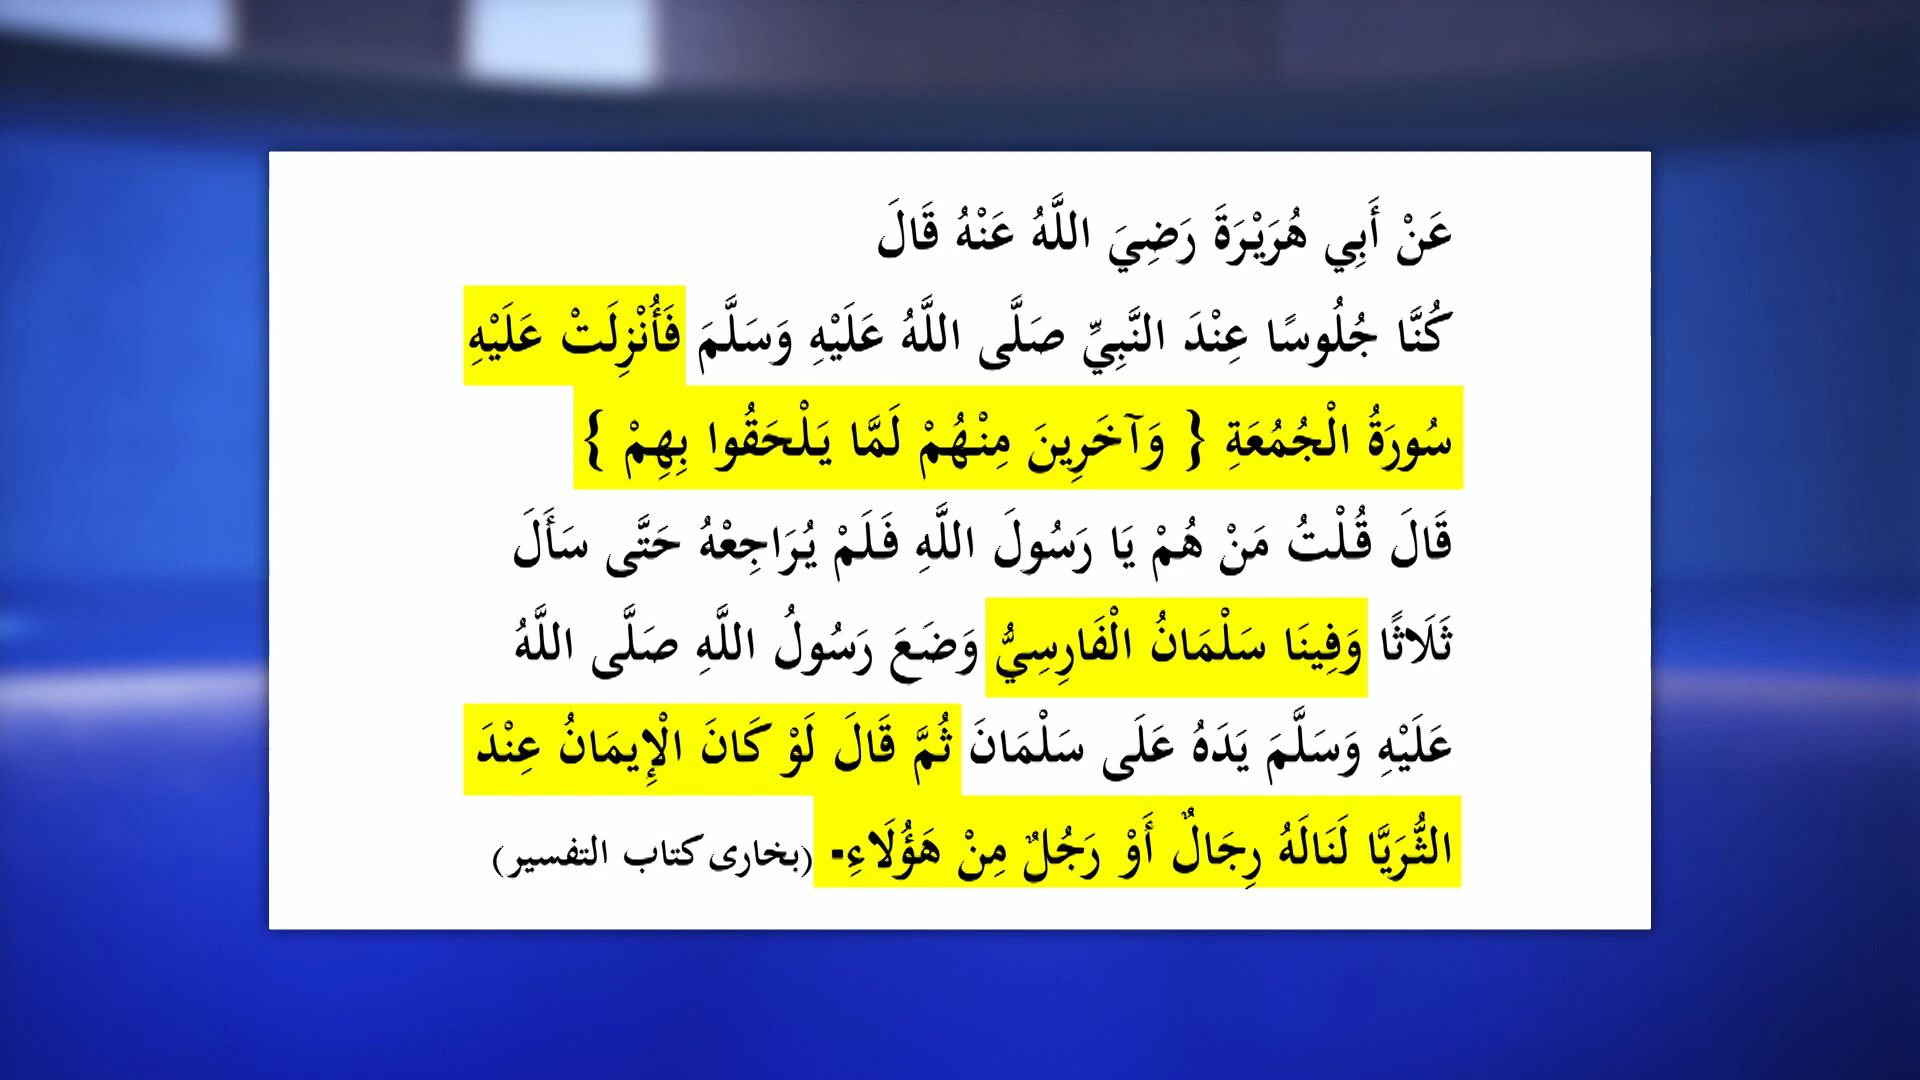 عَنْ أَبِي هُرَيْرَةَ رَضِيَ اللَّهُ عَنْهُ قَالَ
كُنَّا جُلُوسًا عِنْدَ النَّبِيِّ صَلَّى اللَّهُ عَلَيْهِ وَسَلَّمَ فَأُنْزِلَتْ عَلَيْهِ
سُورَةُ الْجُمُعَةِ { وَآخَرِينَ مِنْهُمْ لَمَّا يَلْحَقُوا بِهِمْ }
قَالَ قُلْتُ مَنْ هُمْ يَا رَسُولَ اللَّهِ فَلَمْ يُرَاجِعْهُ حَتَّى سَأَلَ
ثَلَاثًا وَفِينَا سَلْمَانُ الْفَارِسِيُّ وَضَعَ رَسُولُ اللَّهِ صَلَّى اللَّهُ
عَلَيْهِ وَسَلَّمَ يَدَهُ عَلَى سَلْمَانَ ثُمَّ قَالَ لَوْ كَانَ الْإِيمَانُ عِنْدَ
الثُّرَيَّا لَنَالَهُ رِجَالٌ أَوْ رَجُلٌ مِنْ هَؤُلَاءِ- (بخاری کتاب التفسیر)